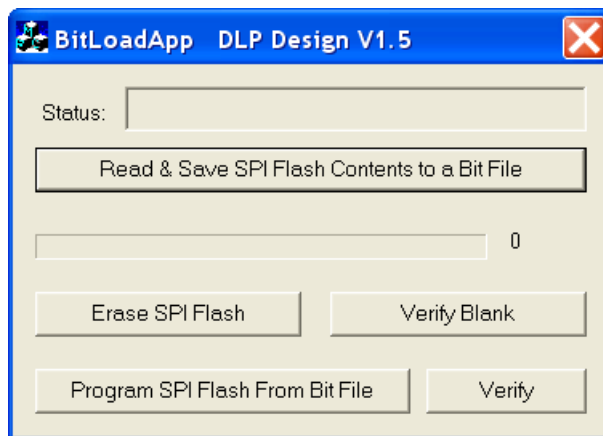 BitLoadApp   DLP Design V1.5
Status:
Read & Save SPI Flash Contents to a Bit File
0
Erase SPI Flash   Verify Blank
Program SPI Flash From Bit File   Verify